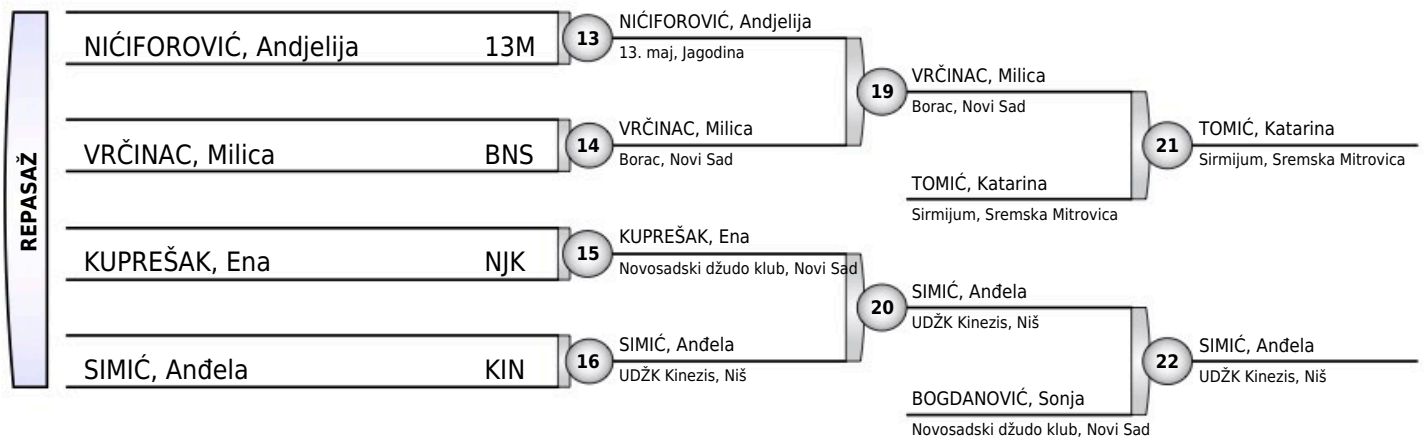 REPASAŽ
NIĆIFOROVIĆ, Andjelija 13M
VRČINAC, Milica BNS
KUPREŠAK, Ena NJK
SIMIĆ, Anđela KIN
13
NIĆIFOROVIĆ, Andjelija
13. maj, Jagodina
14
VRČINAC, Milica
Borac, Novi Sad
15
KUPREŠAK, Ena
Novosadski džudo klub, Novi Sad
16
SIMIĆ, Anđela
UDŽK Kinezis, Niš
19
VRČINAC, Milica
Borac, Novi Sad
TOMIĆ, Katarina
Sirmijum, Sremska Mitrovica
20
SIMIĆ, Anđela
UDŽK Kinezis, Niš
BOGDANOVIĆ, Sonja
Novosadski džudo klub, Novi Sad
21
TOMIĆ, Katarina
Sirmijum, Sremska Mitrovica
22
SIMIĆ, Anđela
UDŽK Kinezis, Niš